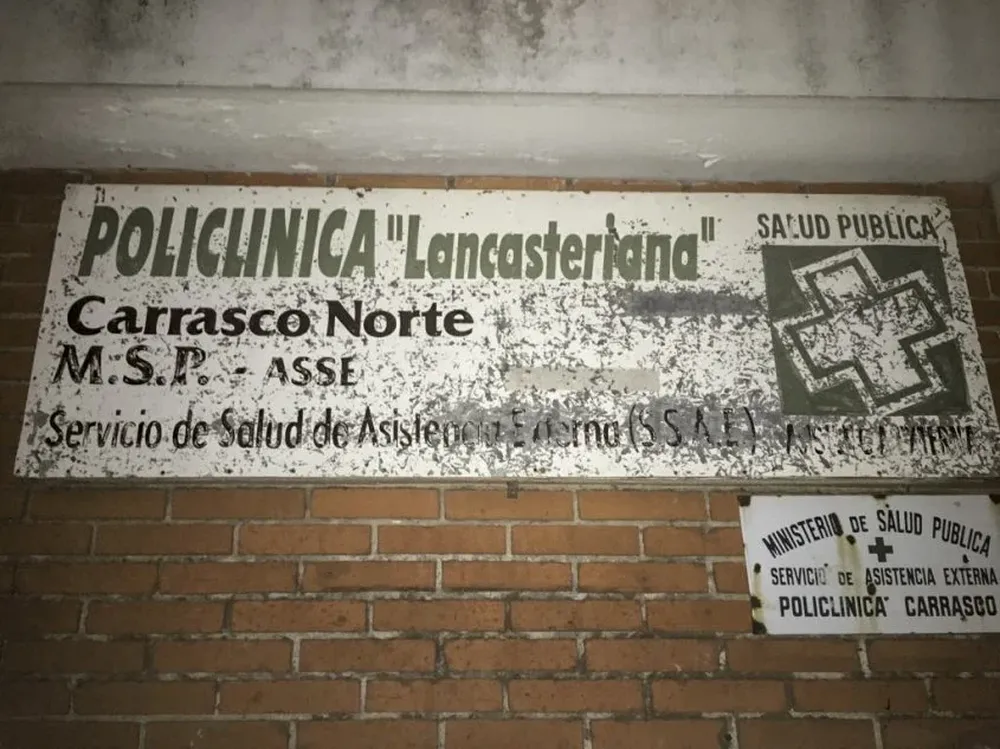 POLICLINICA "Lancasteriana"
Carrasco Norte
M.S.P. - ASSE
Servicio de Salud de Asistencia Externa (S.S.A.E.)
SALUD PUBLICA
MINISTERIO DE SALUD PUBLICA
SERVICIO DE ASISTENCIA EXTERNA
POLICLINICA CARRASCO